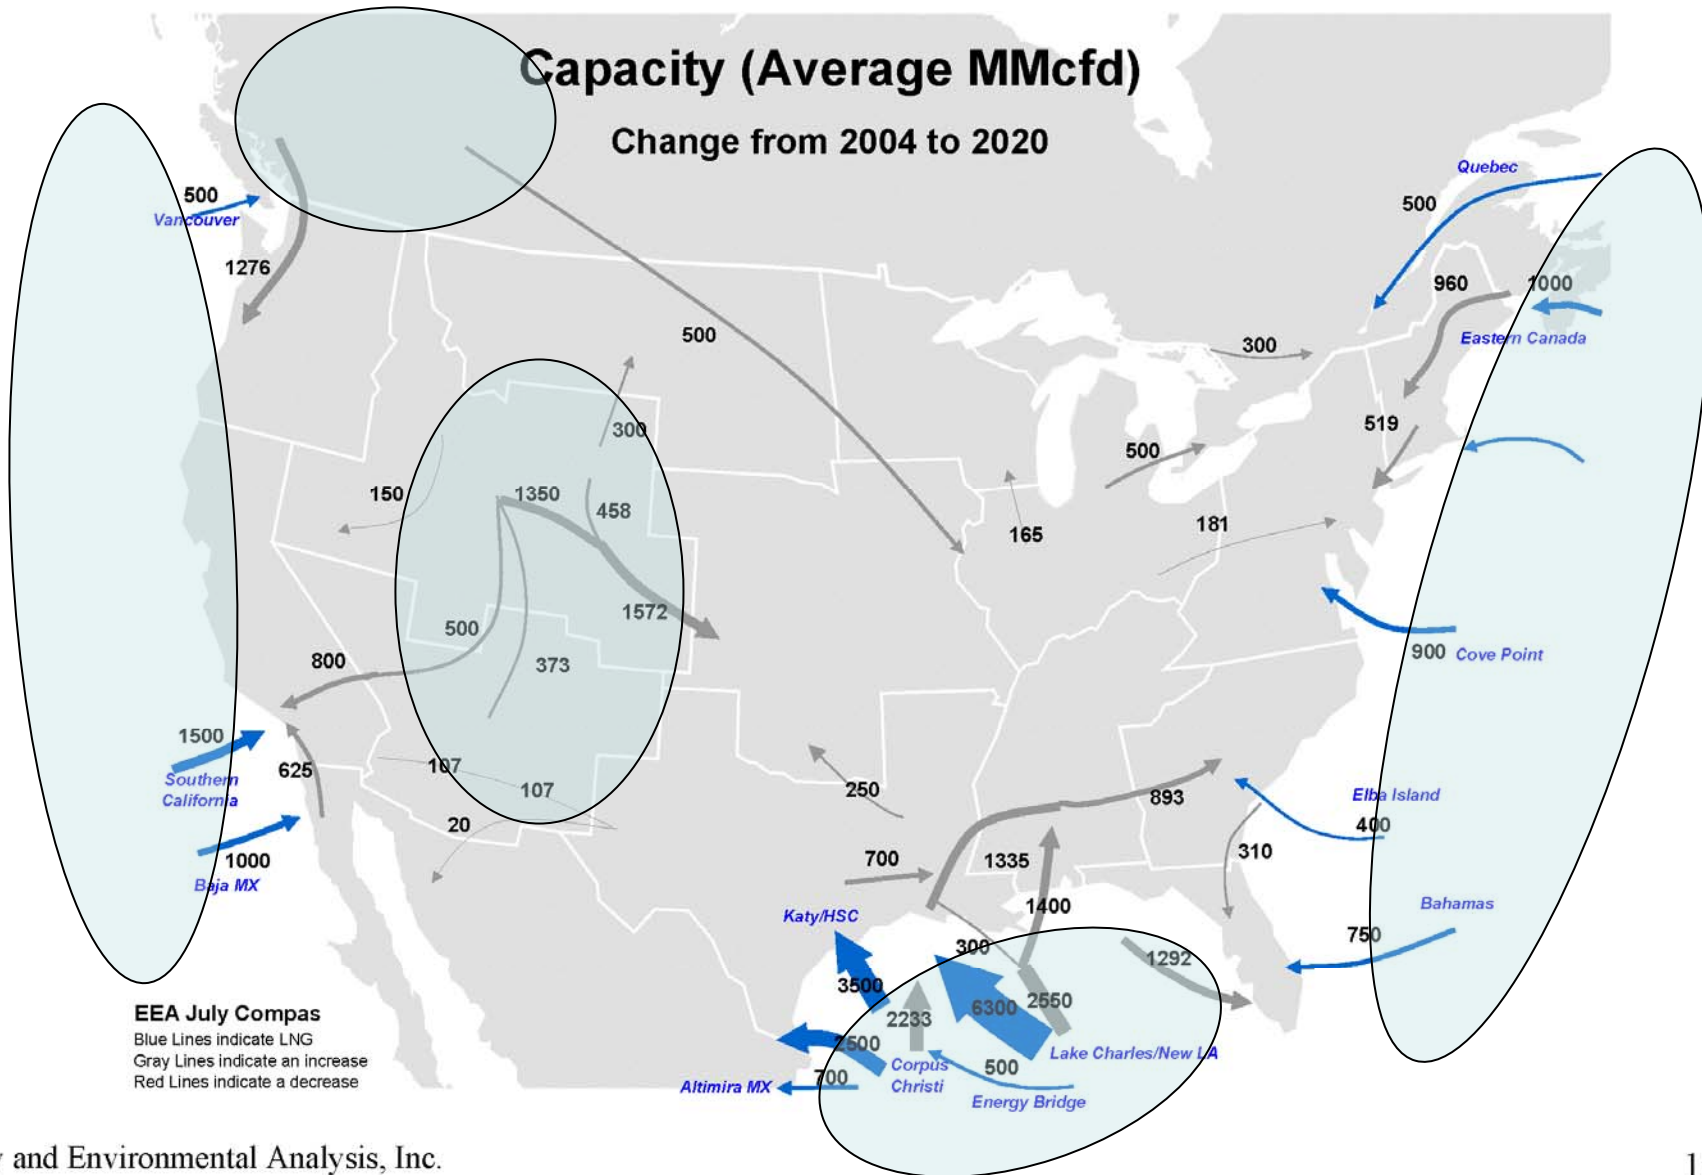 Capacity (Average MMcfd)
Change from 2004 to 2020
Quebec
500
500
Vancouver
1276
960
1000
Eastern Canada
500
300
519
300
500
150
1350
458
165
181
1572
500
373
800
900 Cove Point
1500
Southern
California
625
107
107
250
893
Elba Island
400
20
1000
Baja MX
700
1335
310
1400
Katy/HSC
Bahamas
750
300
1292
3500
2233
6300
2550
2500
Corpus
Christi
Lake Charles/New LA
500
700
Altimira MX
Energy Bridge
EEA July Compas
Blue Lines indicate LNG
Gray Lines indicate an increase
Red Lines indicate a decrease
and Environmental Analysis, Inc.